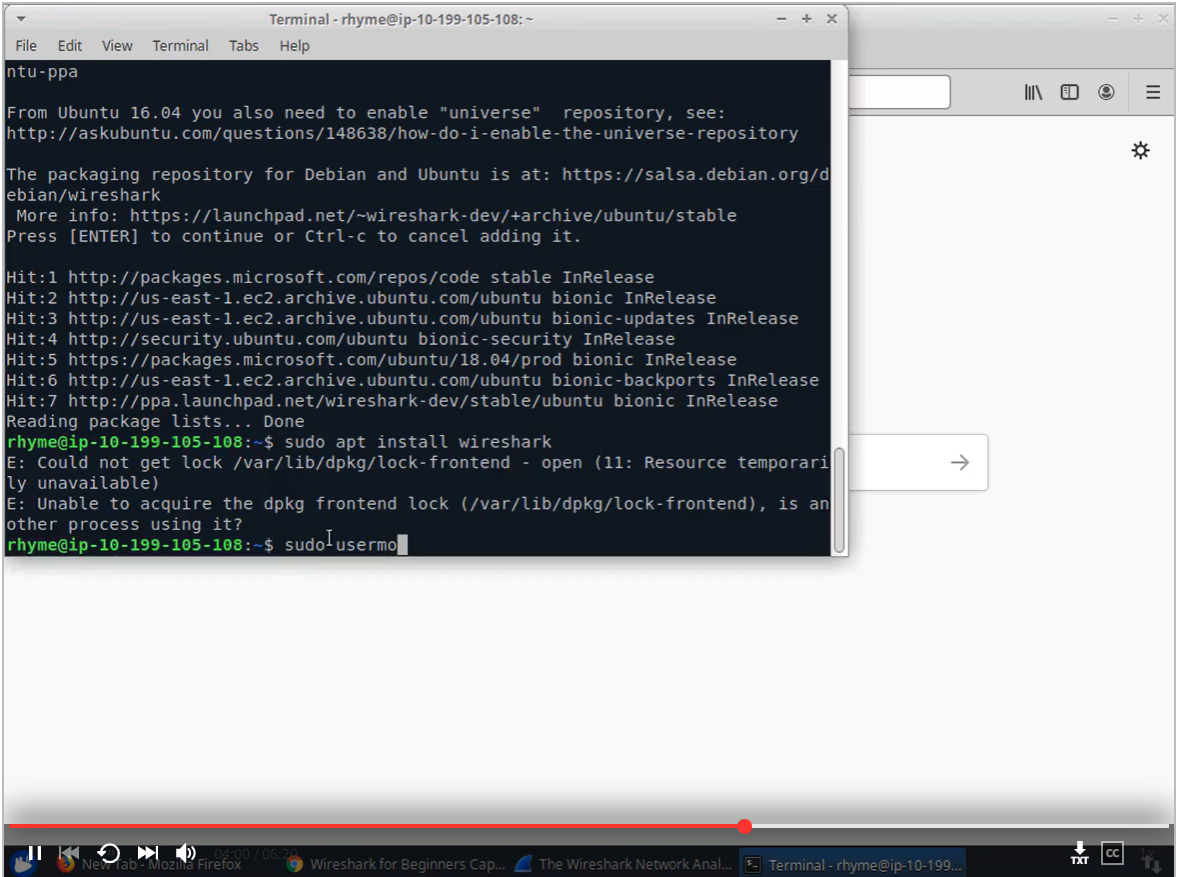 Terminal - rhyme@ip-10-199-105-108: ~
File Edit View Terminal Tabs Help
ntu-ppa
From Ubuntu 16.04 you also need to enable "universe"  repository, see:
http://askubuntu.com/questions/148638/how-do-i-enable-the-universe-repository
The packaging repository for Debian and Ubuntu is at: https://salsa.debian.org/d
ebian/wireshark
 More info: https://launchpad.net/~wireshark-dev/+archive/ubuntu/stable
Press [ENTER] to continue or Ctrl-c to cancel adding it.
Hit:1 http://packages.microsoft.com/repos/code stable InRelease
Hit:2 http://us-east-1.ec2.archive.ubuntu.com/ubuntu bionic InRelease
Hit:3 http://us-east-1.ec2.archive.ubuntu.com/ubuntu bionic-updates InRelease
Hit:4 http://security.ubuntu.com/ubuntu bionic-security InRelease
Hit:5 https://packages.microsoft.com/ubuntu/18.04/prod bionic InRelease
Hit:6 http://us-east-1.ec2.archive.ubuntu.com/ubuntu bionic-backports InRelease
Hit:7 http://ppa.launchpad.net/wireshark-dev/stable/ubuntu bionic InRelease
Reading package lists... Done
rhyme@ip-10-199-105-108:~$ sudo apt install wireshark
E: Could not get lock /var/lib/dpkg/lock-frontend - open (11: Resource temporari
ly unavailable)
E: Unable to acquire the dpkg frontend lock (/var/lib/dpkg/lock-frontend), is an
other process using it?
rhyme@ip-10-199-105-108:~$ sudo usermo
04:00 / 06:20
TXT CC 1x
New Tab - Mozilla Firefox Wireshark for Beginners Cap... The Wireshark Network Anal... Terminal - rhyme@ip-10-199...